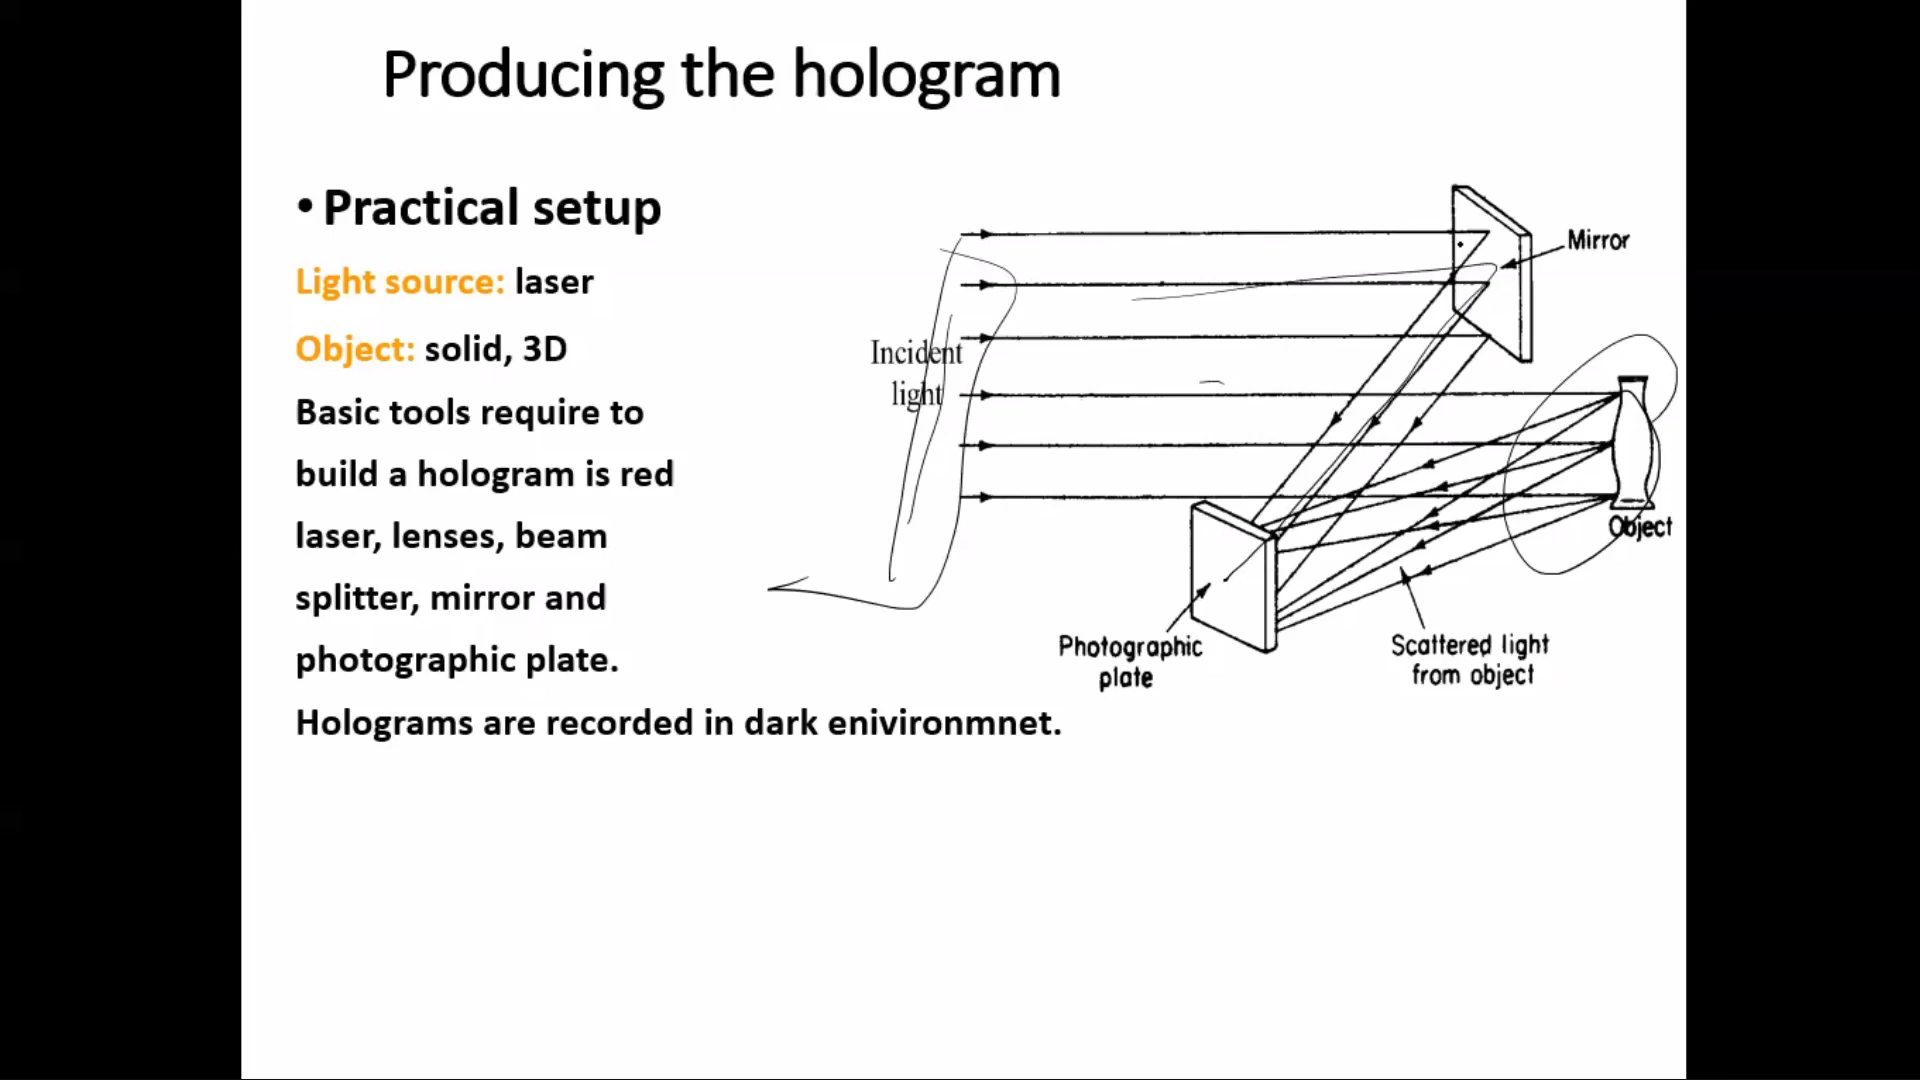 Producing the hologram
• Practical setup
Light source: laser
Object: solid, 3D
Basic tools require to
build a hologram is red
laser, lenses, beam
splitter, mirror and
photographic plate.
Holograms are recorded in dark enivironmnet.
Mirror
Incident
light
Object
Photographic
plate
Scattered light
from object